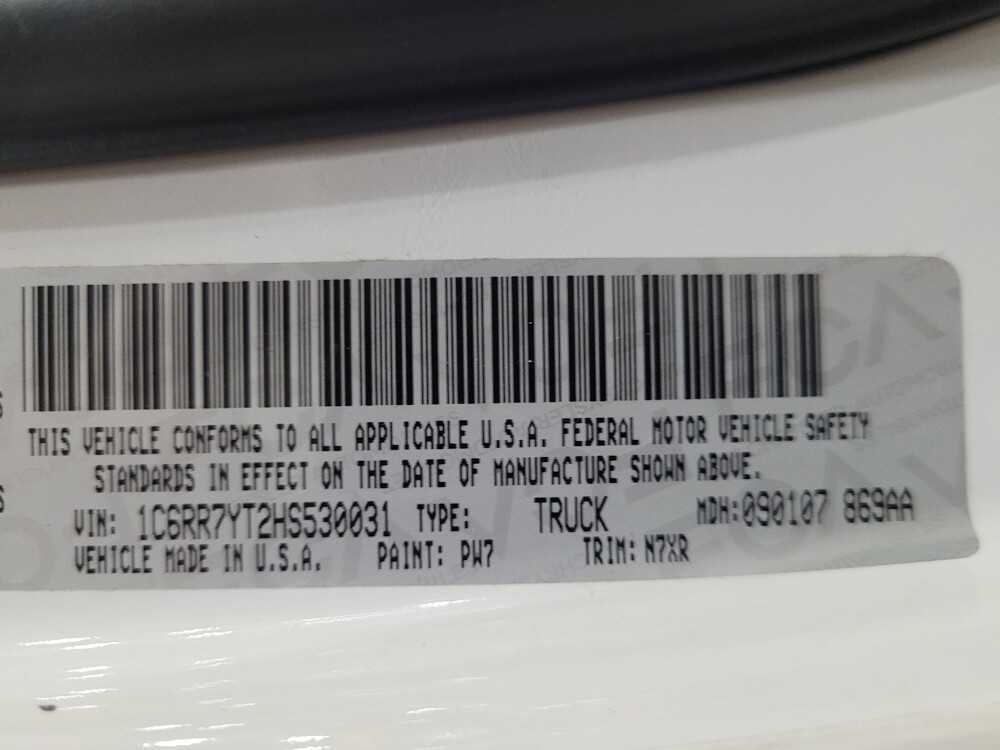 THIS VEHICLE CONFORMS TO ALL APPLICABLE U.S.A. FEDERAL MOTOR VEHICLE SAFETY
STANDARDS IN EFFECT ON THE DATE OF MANUFACTURE SHOWN ABOVE.
VIN: 1C6RR7YT2HS530031 TYPE: TRUCK MDH:090107 869AA
VEHICLE MADE IN U.S.A. PAINT: PW7 TRIM: N7XR